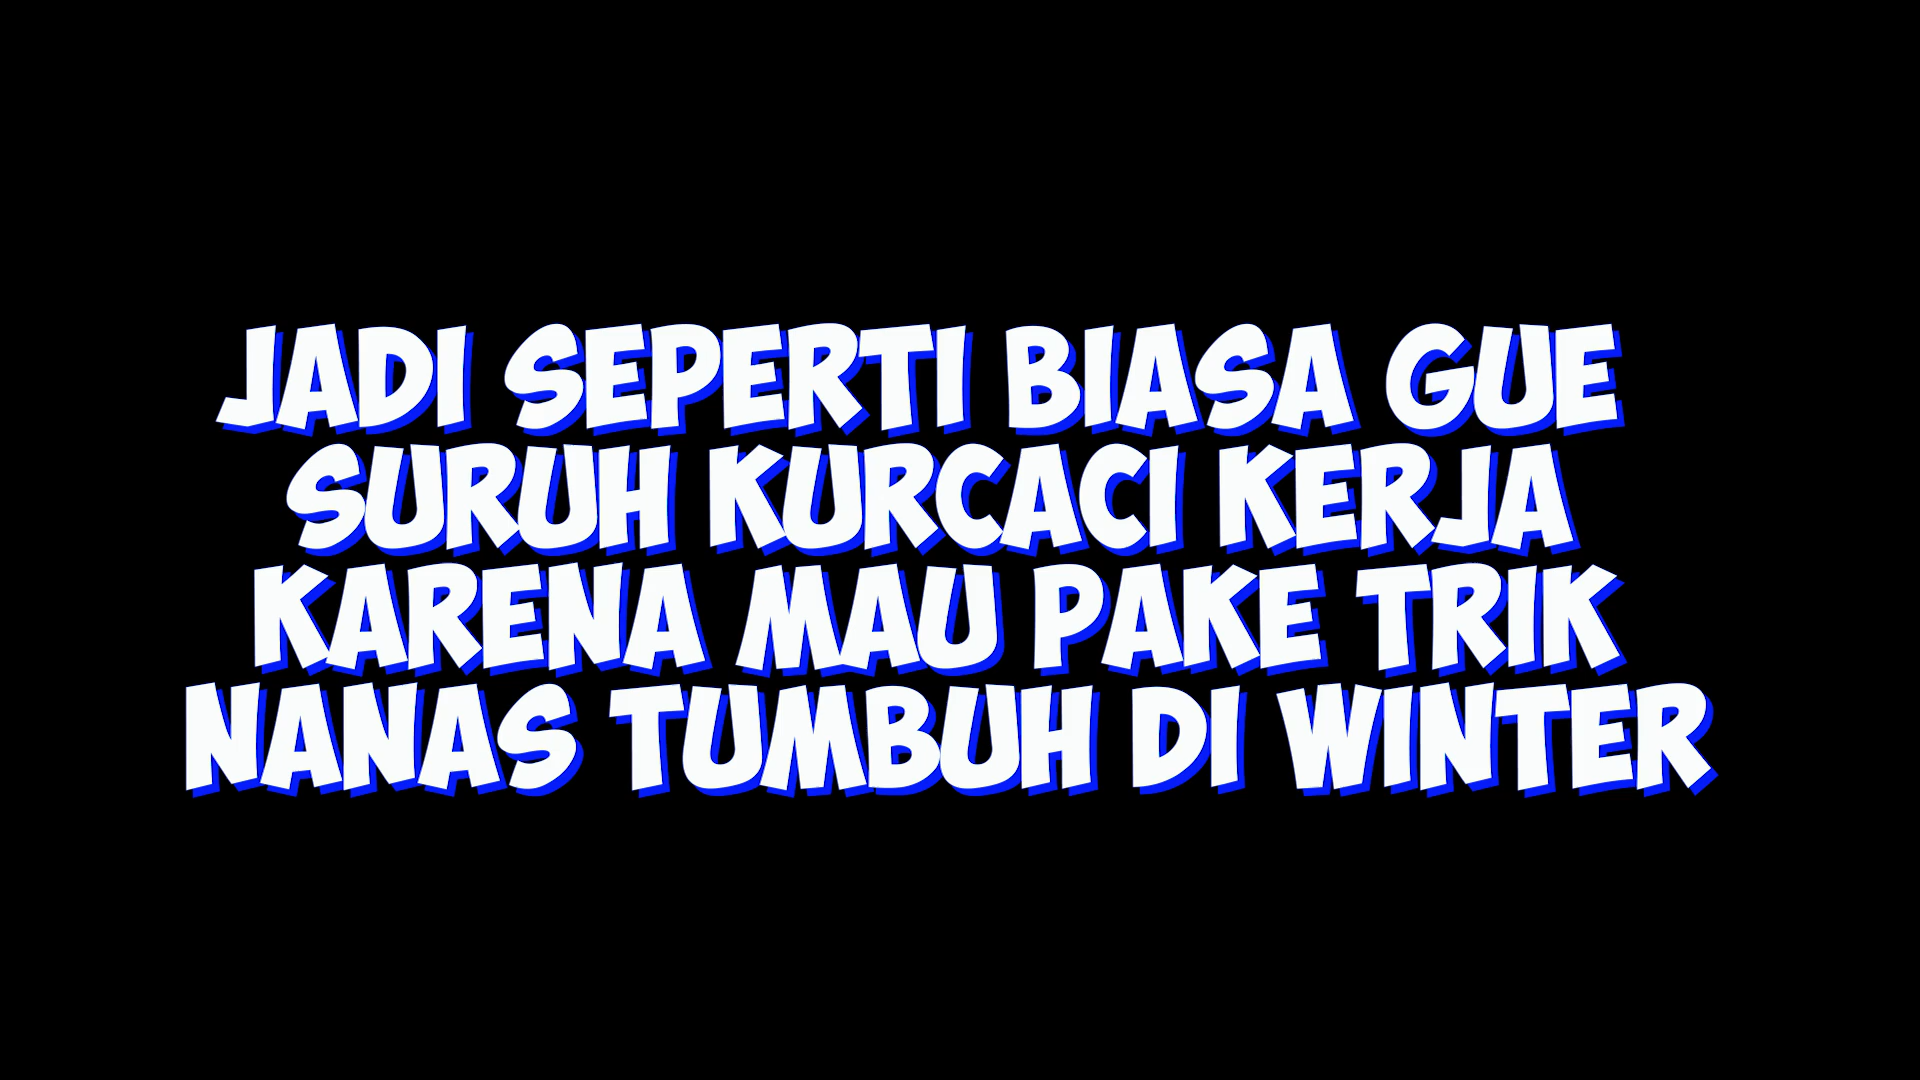 JADI SEPERTI BIASA GUE
SURUH KURCACI KERJA
KARENA MAU PAKE TRIK
NANAS TUMBUH DI WINTER